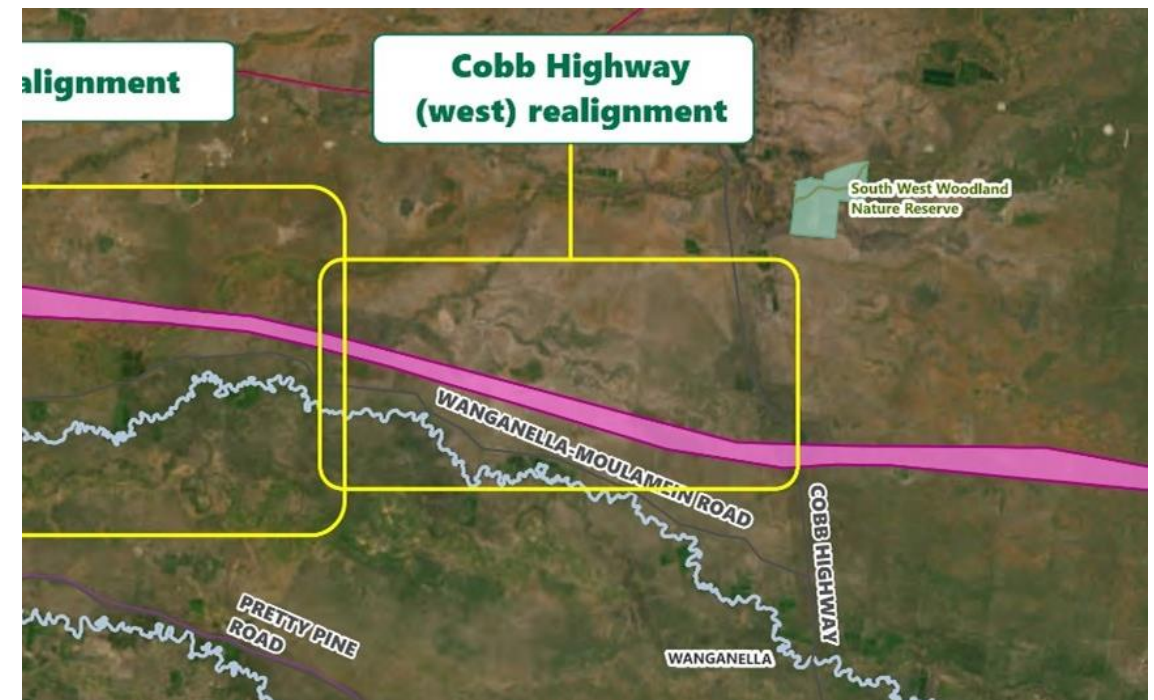 alignment
Cobb Highway
(west) realignment
South West Woodland
Nature Reserve
WANGANELLA-MOULAMEIN ROAD
COBB HIGHWAY
PRETTY PINE
ROAD
WANGANELLA